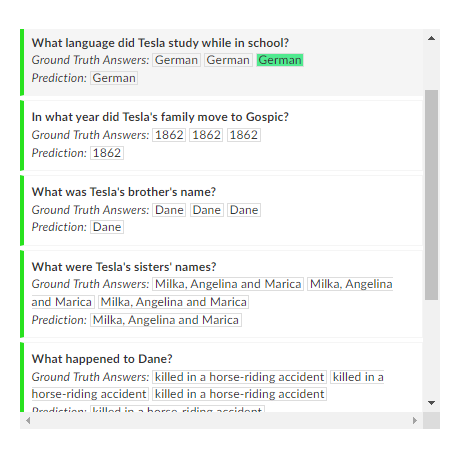 What language did Tesla study while in school?
Ground Truth Answers: German German German
Prediction: German
In what year did Tesla's family move to Gospic?
Ground Truth Answers: 1862 1862 1862
Prediction: 1862
What was Tesla's brother's name?
Ground Truth Answers: Dane Dane Dane
Prediction: Dane
What were Tesla's sisters' names?
Ground Truth Answers: Milka, Angelina and Marica Milka, Angelina
and Marica Milka, Angelina and Marica
Prediction: Milka, Angelina and Marica
What happened to Dane?
Ground Truth Answers: killed in a horse-riding accident killed in a
horse-riding accident killed in a horse-riding accident
Prediction: killed in a horse-riding accident